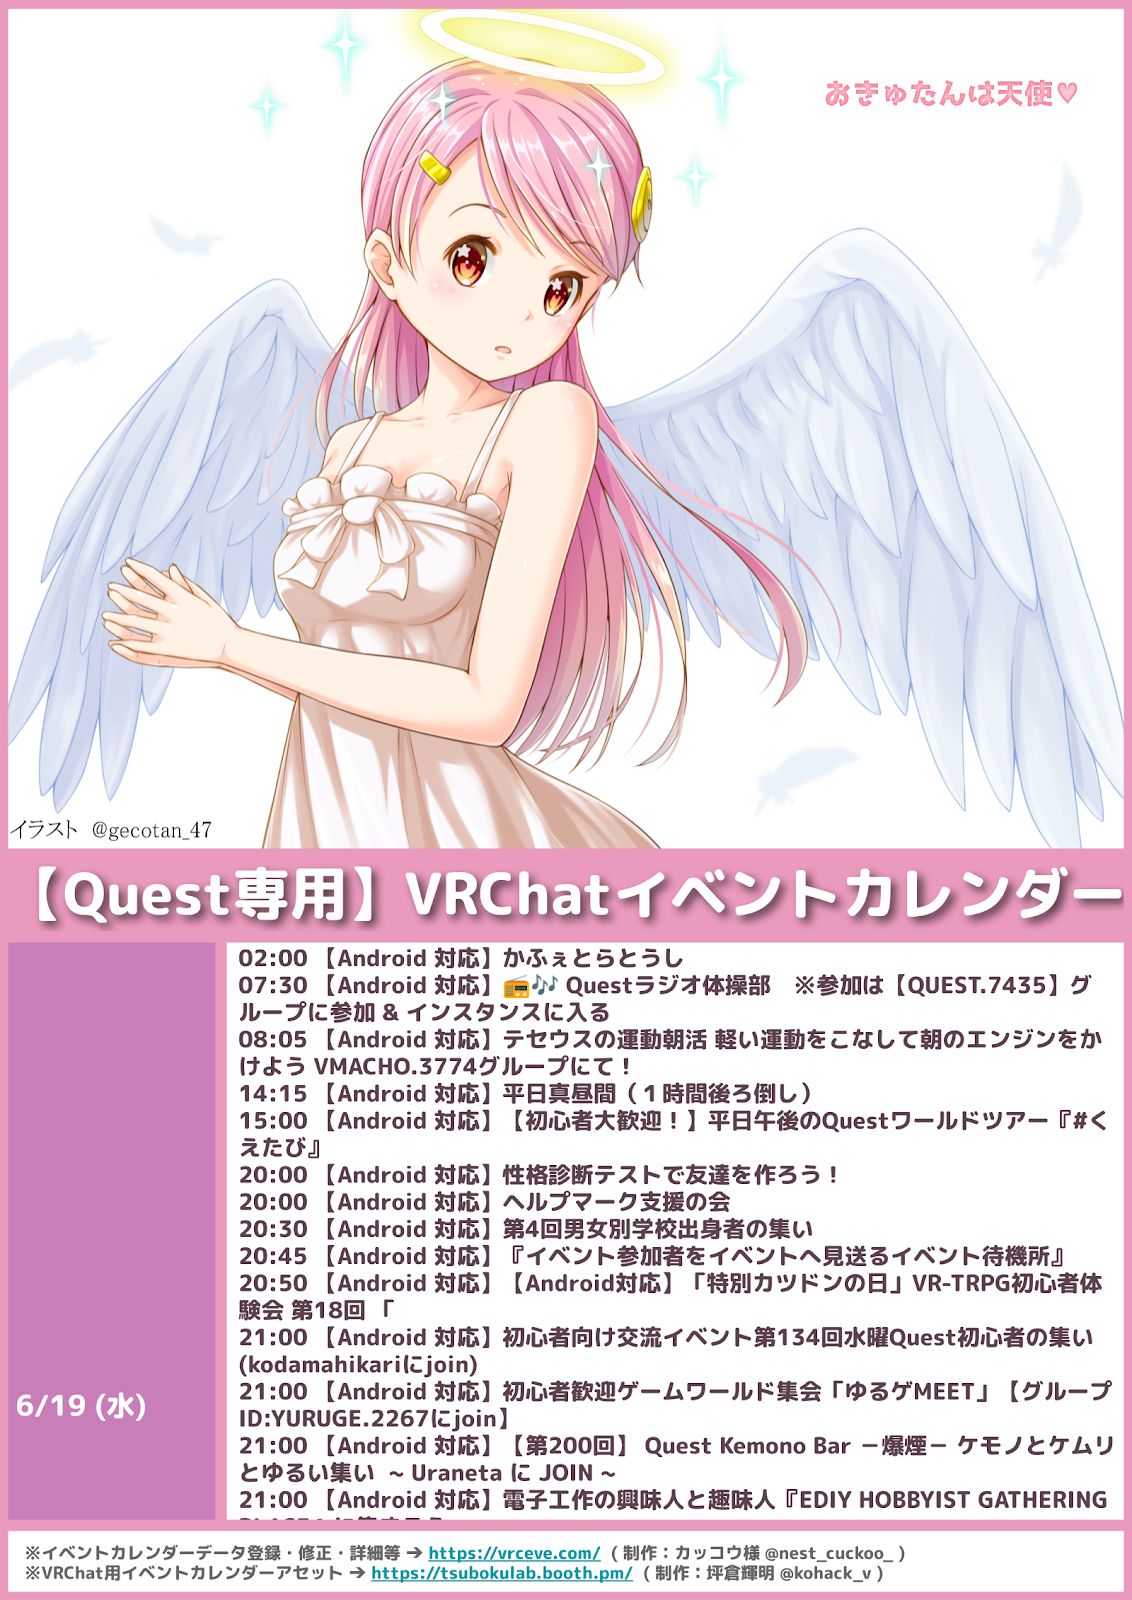 おきゅたんは天使♥
イラスト @gecotan_47
【Quest専用】VRChatイベントカレンダー
02:00 【Android 対応】かふぇとらとうし
07:30 【Android 対応】📻🎶 Questラジオ体操部 ※参加は【QUEST.7435】グ
ループに参加 & インスタンスに入る
08:05 【Android 対応】テセウスの運動朝活 軽い運動をこなして朝のエンジンをか
けよう VMACHO.3774グループにて！
14:15 【Android 対応】平日真昼間（１時間後ろ倒し）
15:00 【Android 対応】【初心者大歓迎！】平日午後のQuestワールドツアー『#く
えたび』
20:00 【Android 対応】性格診断テストで友達を作ろう！
20:00 【Android 対応】ヘルプマーク支援の会
20:30 【Android 対応】第4回男女別学校出身者の集い
20:45 【Android 対応】『イベント参加者をイベントへ見送るイベント待機所』
20:50 【Android 対応】【Android対応】「特別カツドンの日」VR-TRPG初心者体
験会 第18回 「
21:00 【Android 対応】初心者向け交流イベント第134回水曜Quest初心者の集い
(kodamahikariにjoin)
21:00 【Android 対応】初心者歓迎ゲームワールド集会「ゆるゲMEET」【グループ
ID:YURUGE.2267にjoin】
6/19 (水)
21:00 【Android 対応】【第200回】 Quest Kemono Bar －爆煙－ ケモノとケムリ
とゆるい集い ~ Uraneta に JOIN ~
21:00 【Android 対応】電子工作の興味人と趣味人『EDIY HOBBYIST GATHERING
※イベントカレンダーデータ登録・修正・詳細等 ➔ https://vrceve.com/ ( 制作：カッコウ様 @nest_cuckoo_ )
※VRChat用イベントカレンダーアセット ➔ https://tsubokulab.booth.pm/ ( 制作：坪倉輝明 @kohack_v )